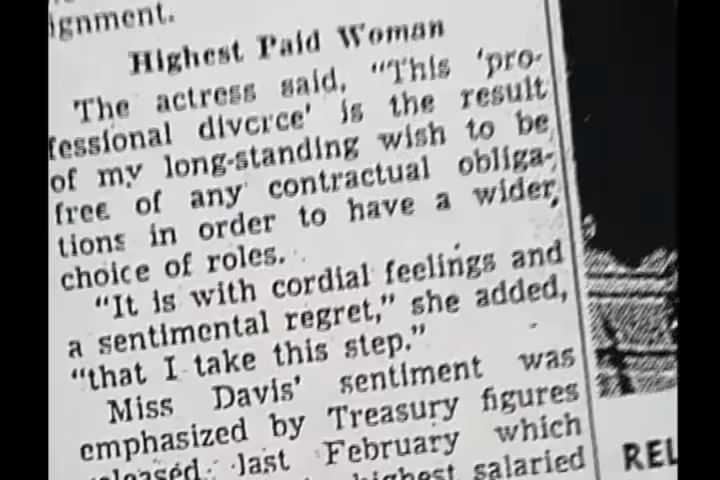 ignment.
Highest Paid Woman
The actress said, "This 'pro-
fessional divcrce' is the result
of my long-standing wish to be
free of any contractual obliga-
tions in order to have a wider
choice of roles.
"It is with cordial feelings and
a sentimental regret," she added,
"that I take this step."
Miss Davis' sentiment was
emphasized by Treasury figures
last February which
highest salaried
REL